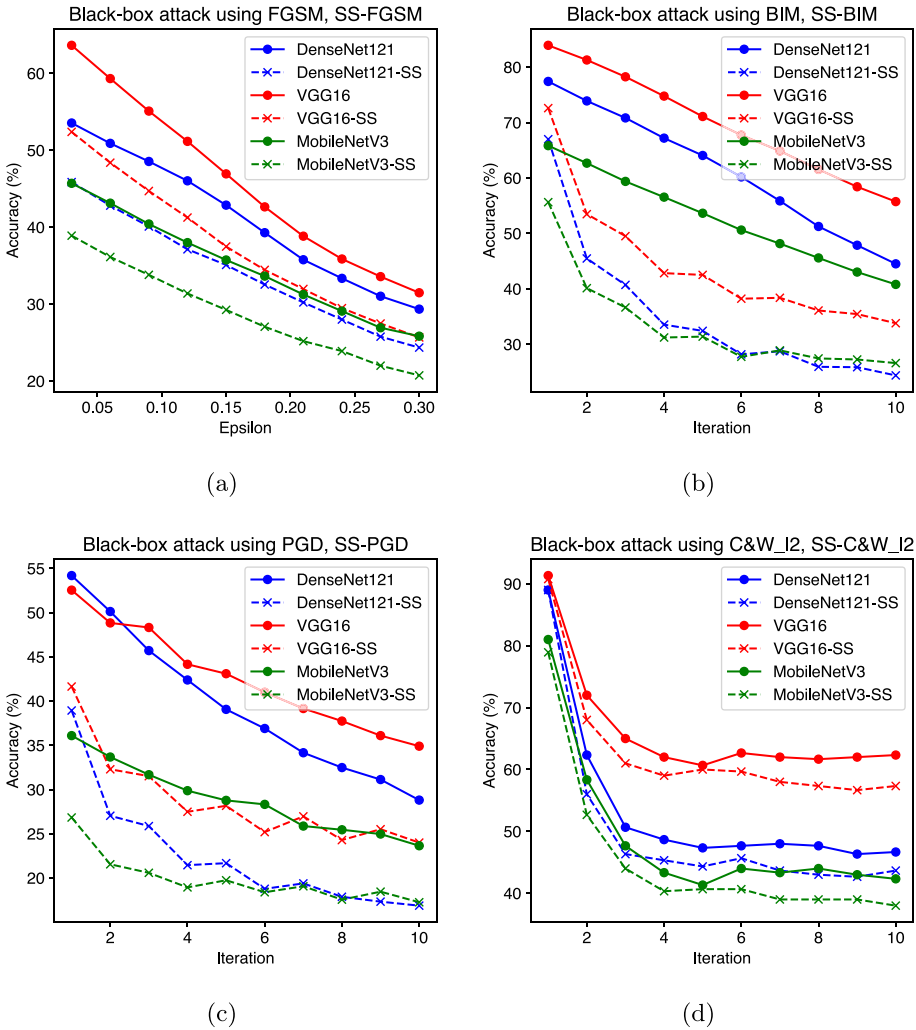 Black-box attack using FGSM, SS-FGSM
Accuracy (%)
60
50
40
30
20
DenseNet121
DenseNet121-SS
VGG16
VGG16-SS
MobileNetV3
MobileNetV3-SS
0.05 0.10 0.15 0.20 0.25 0.30
Epsilon
(a)
Black-box attack using BIM, SS-BIM
Accuracy (%)
80
70
60
50
40
30
DenseNet121
DenseNet121-SS
VGG16
VGG16-SS
MobileNetV3
MobileNetV3-SS
2 4 6 8 10
Iteration
(b)
Black-box attack using PGD, SS-PGD
Accuracy (%)
55
50
45
40
35
30
25
20
DenseNet121
DenseNet121-SS
VGG16
VGG16-SS
MobileNetV3
MobileNetV3-SS
2 4 6 8 10
Iteration
(c)
Black-box attack using C&W_l2, SS-C&W_l2
Accuracy (%)
90
80
70
60
50
40
DenseNet121
DenseNet121-SS
VGG16
VGG16-SS
MobileNetV3
MobileNetV3-SS
2 4 6 8 10
Iteration
(d)